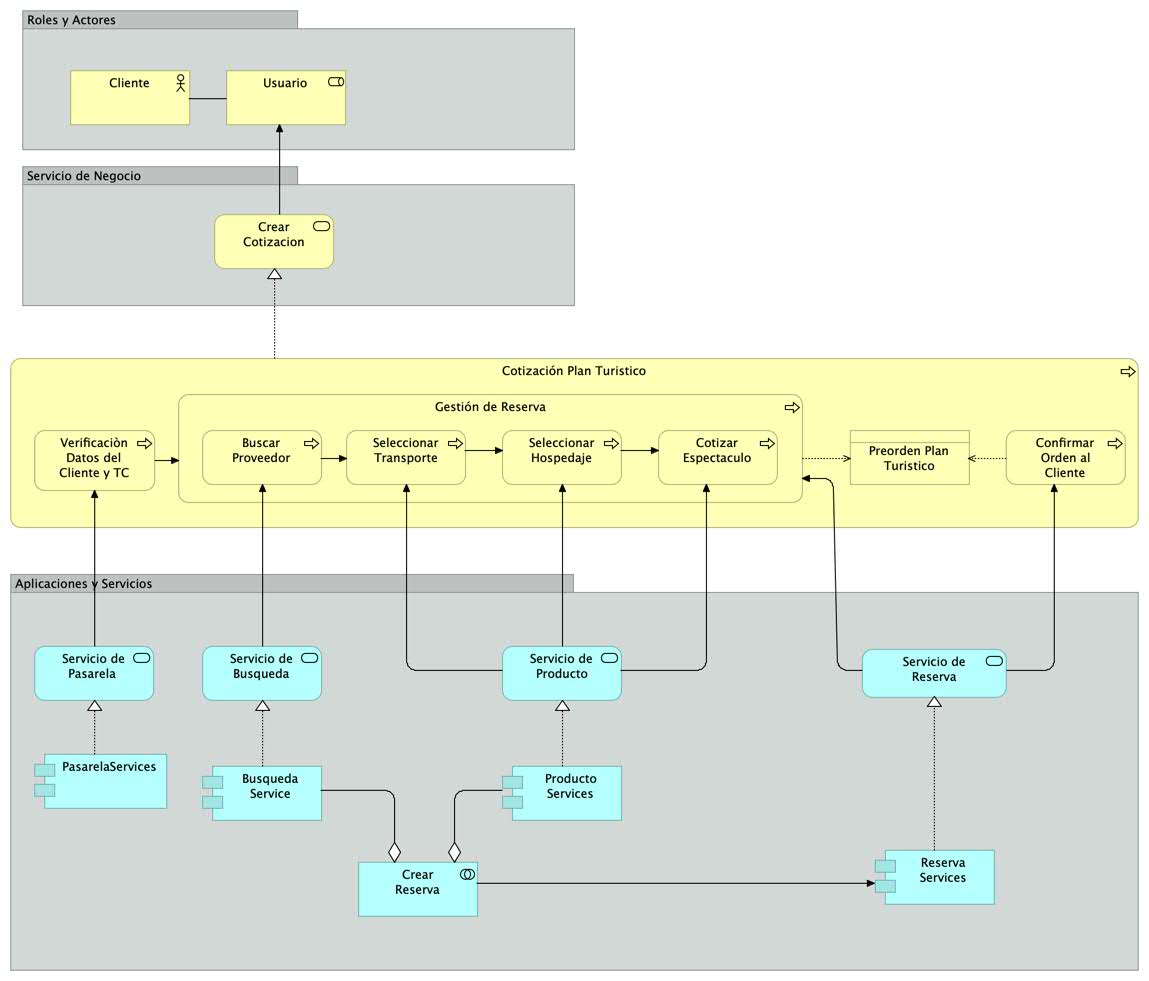 Roles y Actores
Cliente
Usuario
Servicio de Negocio
Crear
Cotizacion
Cotización Plan Turistico
Gestión de Reserva
Verificaciòn
Datos del
Cliente y TC
Buscar
Proveedor
Seleccionar
Transporte
Seleccionar
Hospedaje
Cotizar
Espectaculo
Preorden Plan
Turistico
Confirmar
Orden al
Cliente
Aplicaciones y Servicios
Servicio de
Pasarela
Servicio de
Busqueda
Servicio de
Producto
Servicio de
Reserva
PasarelaServices
Busqueda
Service
Producto
Services
Crear
Reserva
Reserva
Services